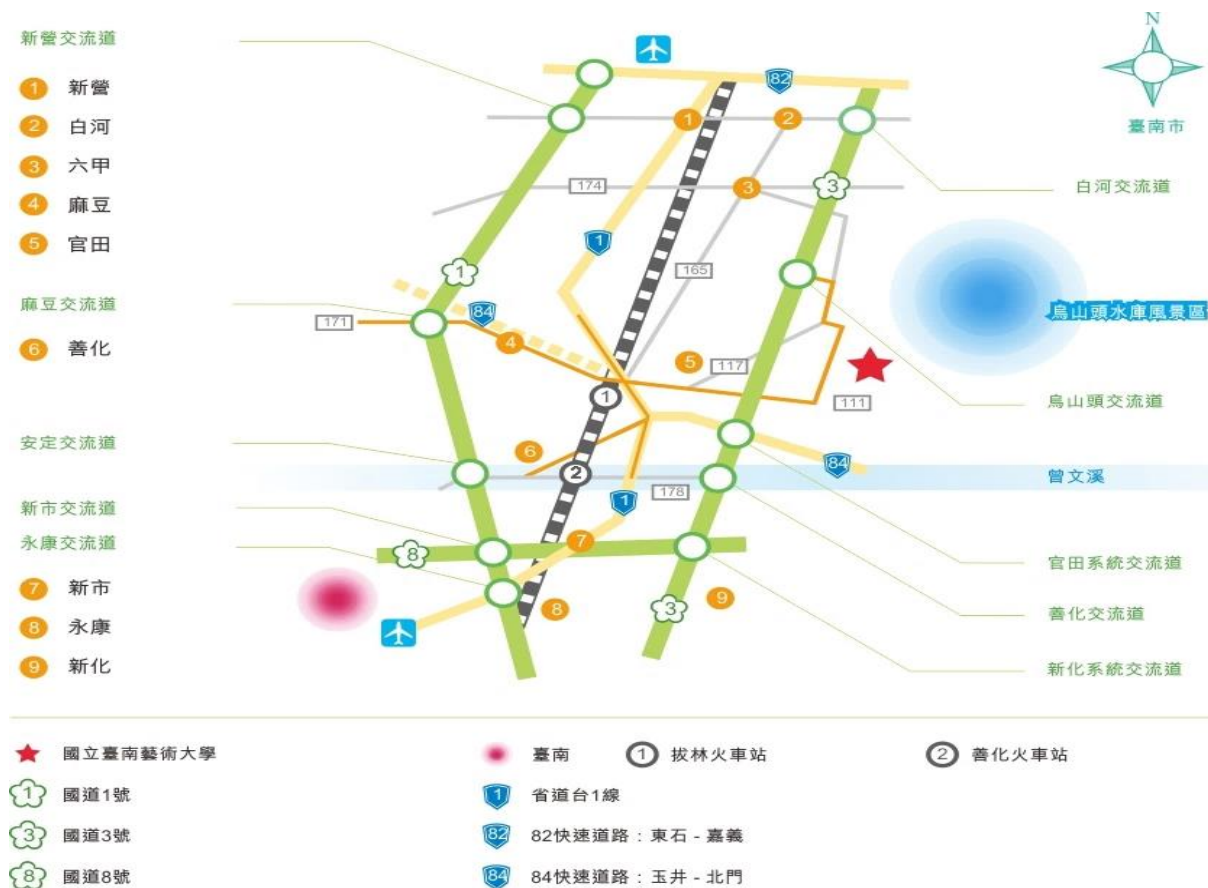 新營交流道
1 新營
2 白河
3 六甲
4 麻豆
5 官田
麻豆交流道
6 善化
安定交流道
新市交流道
永康交流道
7 新市
8 永康
9 新化
82
1
2
174
3
3
1
165
1
84
171
4
5
117
111
1
6
2
84
178
1
8
7
8
9
3
N
臺南市
白河交流道
烏山頭水庫風景區
烏山頭交流道
曾文溪
官田系統交流道
善化交流道
新化系統交流道
國立臺南藝術大學
臺南
1 拔林火車站
2 善化火車站
1 國道1號
1 省道台1線
3 國道3號
82 82快速道路：東石 - 嘉義
8 國道8號
84 84快速道路：玉井 - 北門